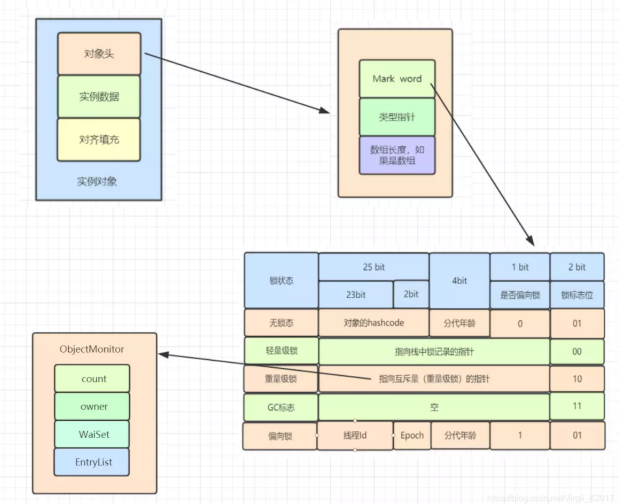 对象头
实例数据
对齐填充
实例对象
Mark word
类型指针
数组长度，如
果是数组
锁状态
25 bit
4bit
1 bit
2 bit
23bit
2bit
是否偏向锁
锁标志位
无锁态
对象的hashcode
分代年龄
0
01
轻量级锁
指向栈中锁记录的指针
00
重量级锁
指向互斥量（重量级锁）的指针
10
GC标志
空
11
偏向锁
线程Id
Epoch
分代年龄
1
01
ObjectMonitor
count
owner
WaiSet
EntryList